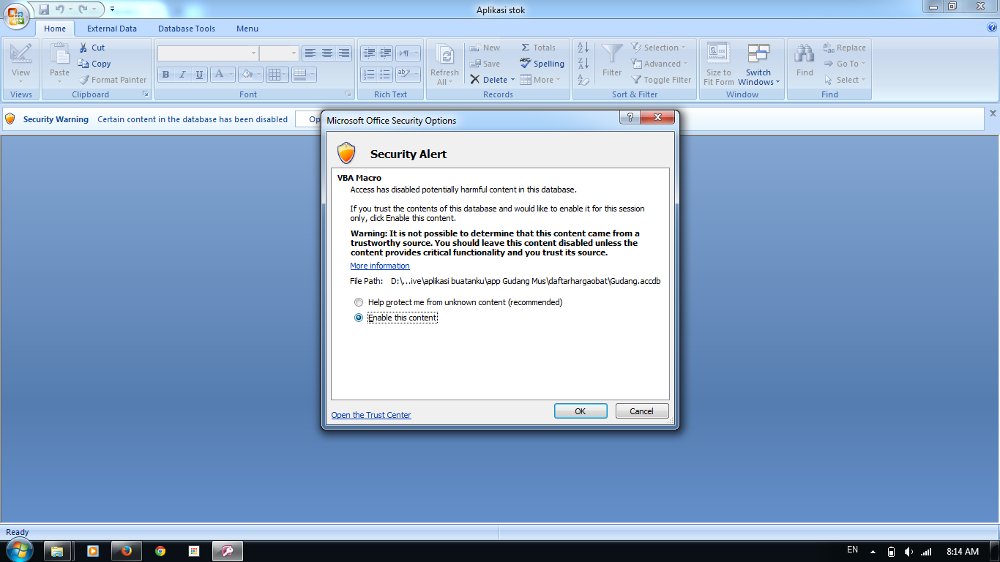 Aplikasi stok
Home External Data Database Tools Menu
View
Views
Paste
Cut
Copy
Format Painter
Clipboard
B I U A
Font
Rich Text
Refresh
All
New
Save
Delete
Σ Totals
ABC Spelling
More
Records
Filter
Selection
Advanced
Toggle Filter
Sort & Filter
Size to
Fit Form
Switch
Windows
Window
Find
Replace
Go To
Select
Find
Security Warning Certain content in the database has been disabled Op
Microsoft Office Security Options
Security Alert
VBA Macro
Access has disabled potentially harmful content in this database.
If you trust the contents of this database and would like to enable it for this session
only, click Enable this content.
Warning: It is not possible to determine that this content came from a
trustworthy source. You should leave this content disabled unless the
content provides critical functionality and you trust its source.
More information
File Path: D:\...ive\aplikasi buatanku\app Gudang Mus\daftarhargaobat\Gudang.accdb
Help protect me from unknown content (recommended)
Enable this content
Open the Trust Center
OK Cancel
Ready
EN 8:14 AM